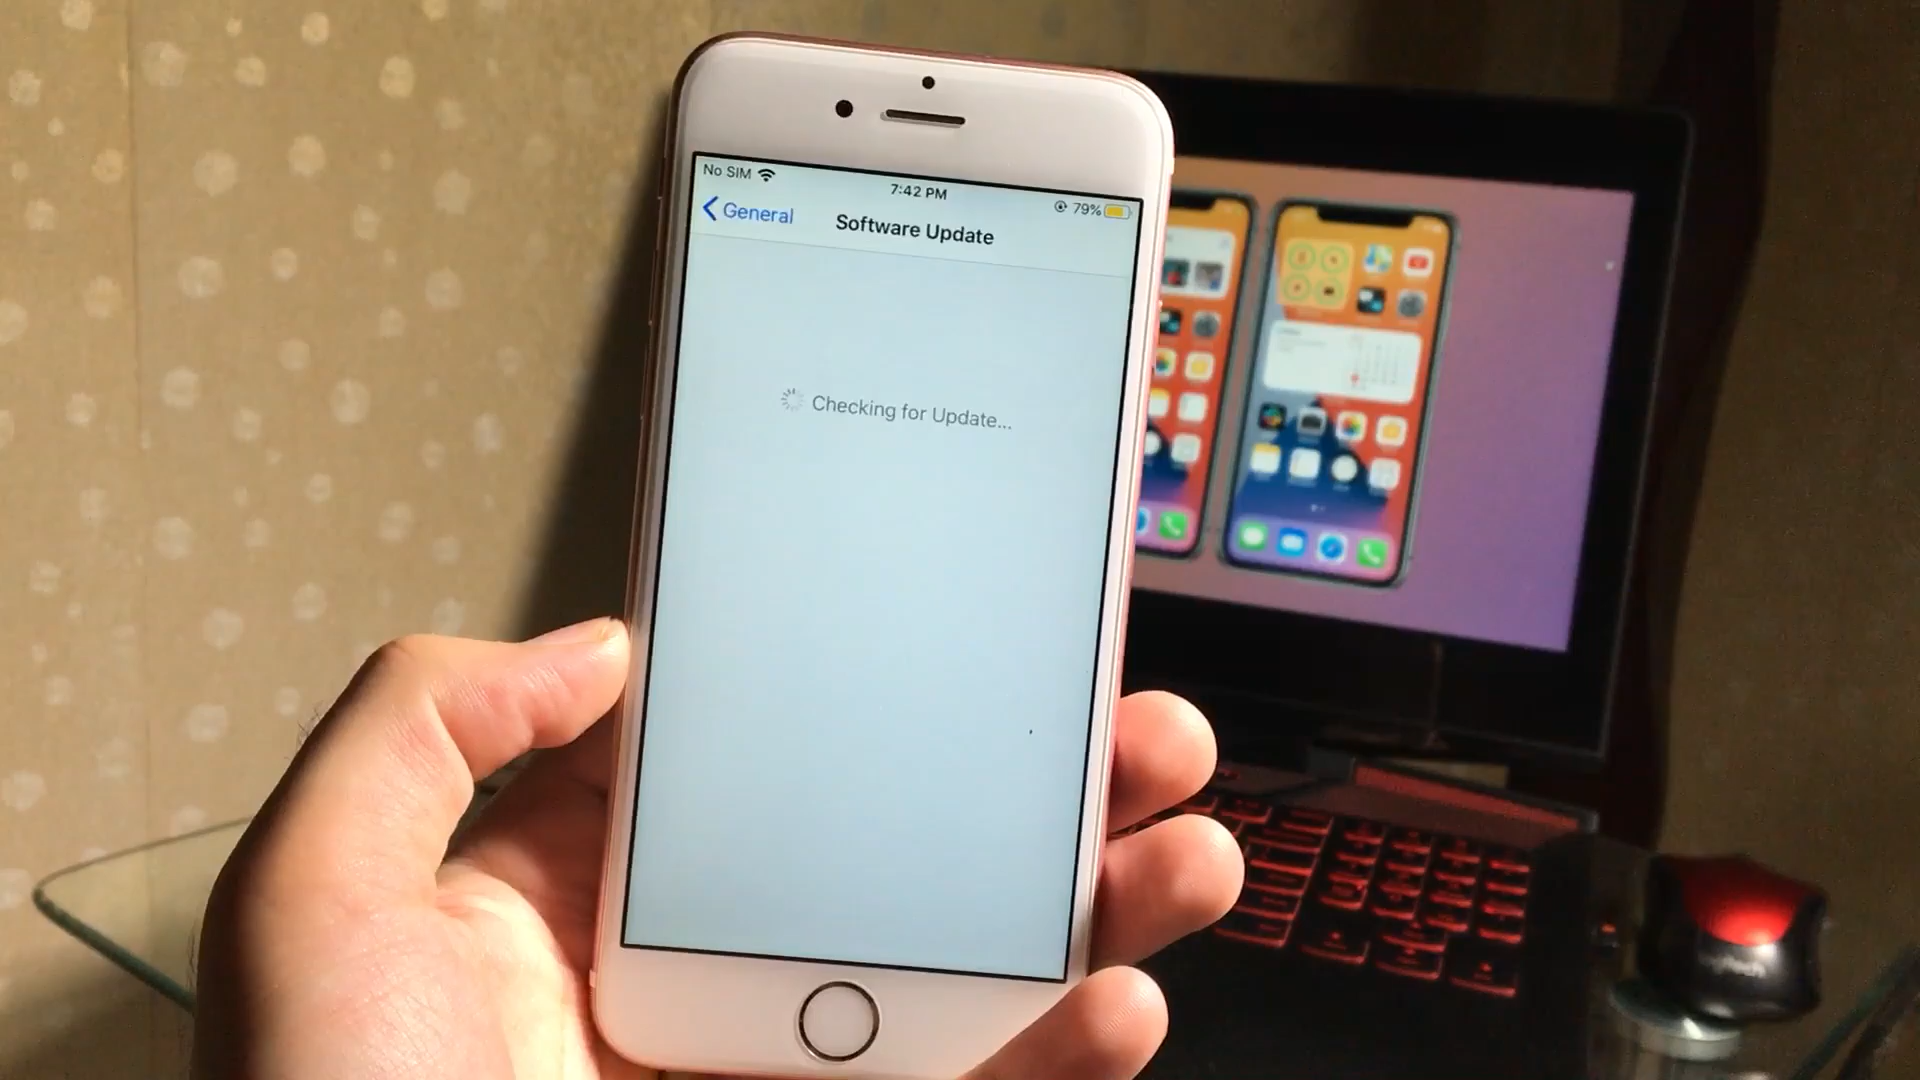 No SIM
7:42 PM
79%
General
Software Update
Checking for Update...